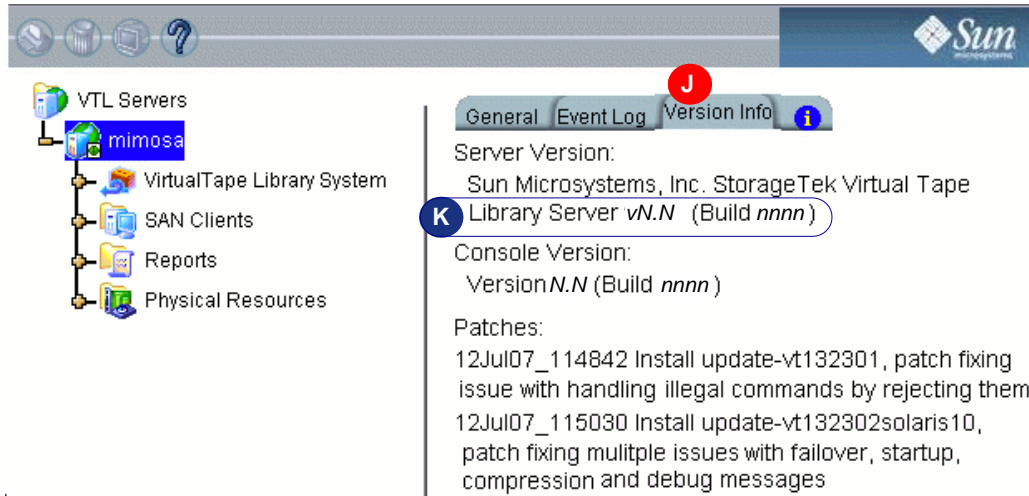 Sun
microsystems
VTL Servers
mimosa
VirtualTape Library System
SAN Clients
Reports
Physical Resources
J
General Event Log Version Info i
Server Version:
Sun Microsystems, Inc. StorageTek Virtual Tape
K Library Server vN.N (Build nnnn)
Console Version:
Version N.N (Build nnnn)
Patches:
12Jul07_114842 Install update-vt132301, patch fixing
issue with handling illegal commands by rejecting them
12Jul07_115030 Install update-vt132302solaris10,
patch fixing mulitple issues with failover, startup,
compression and debug messages